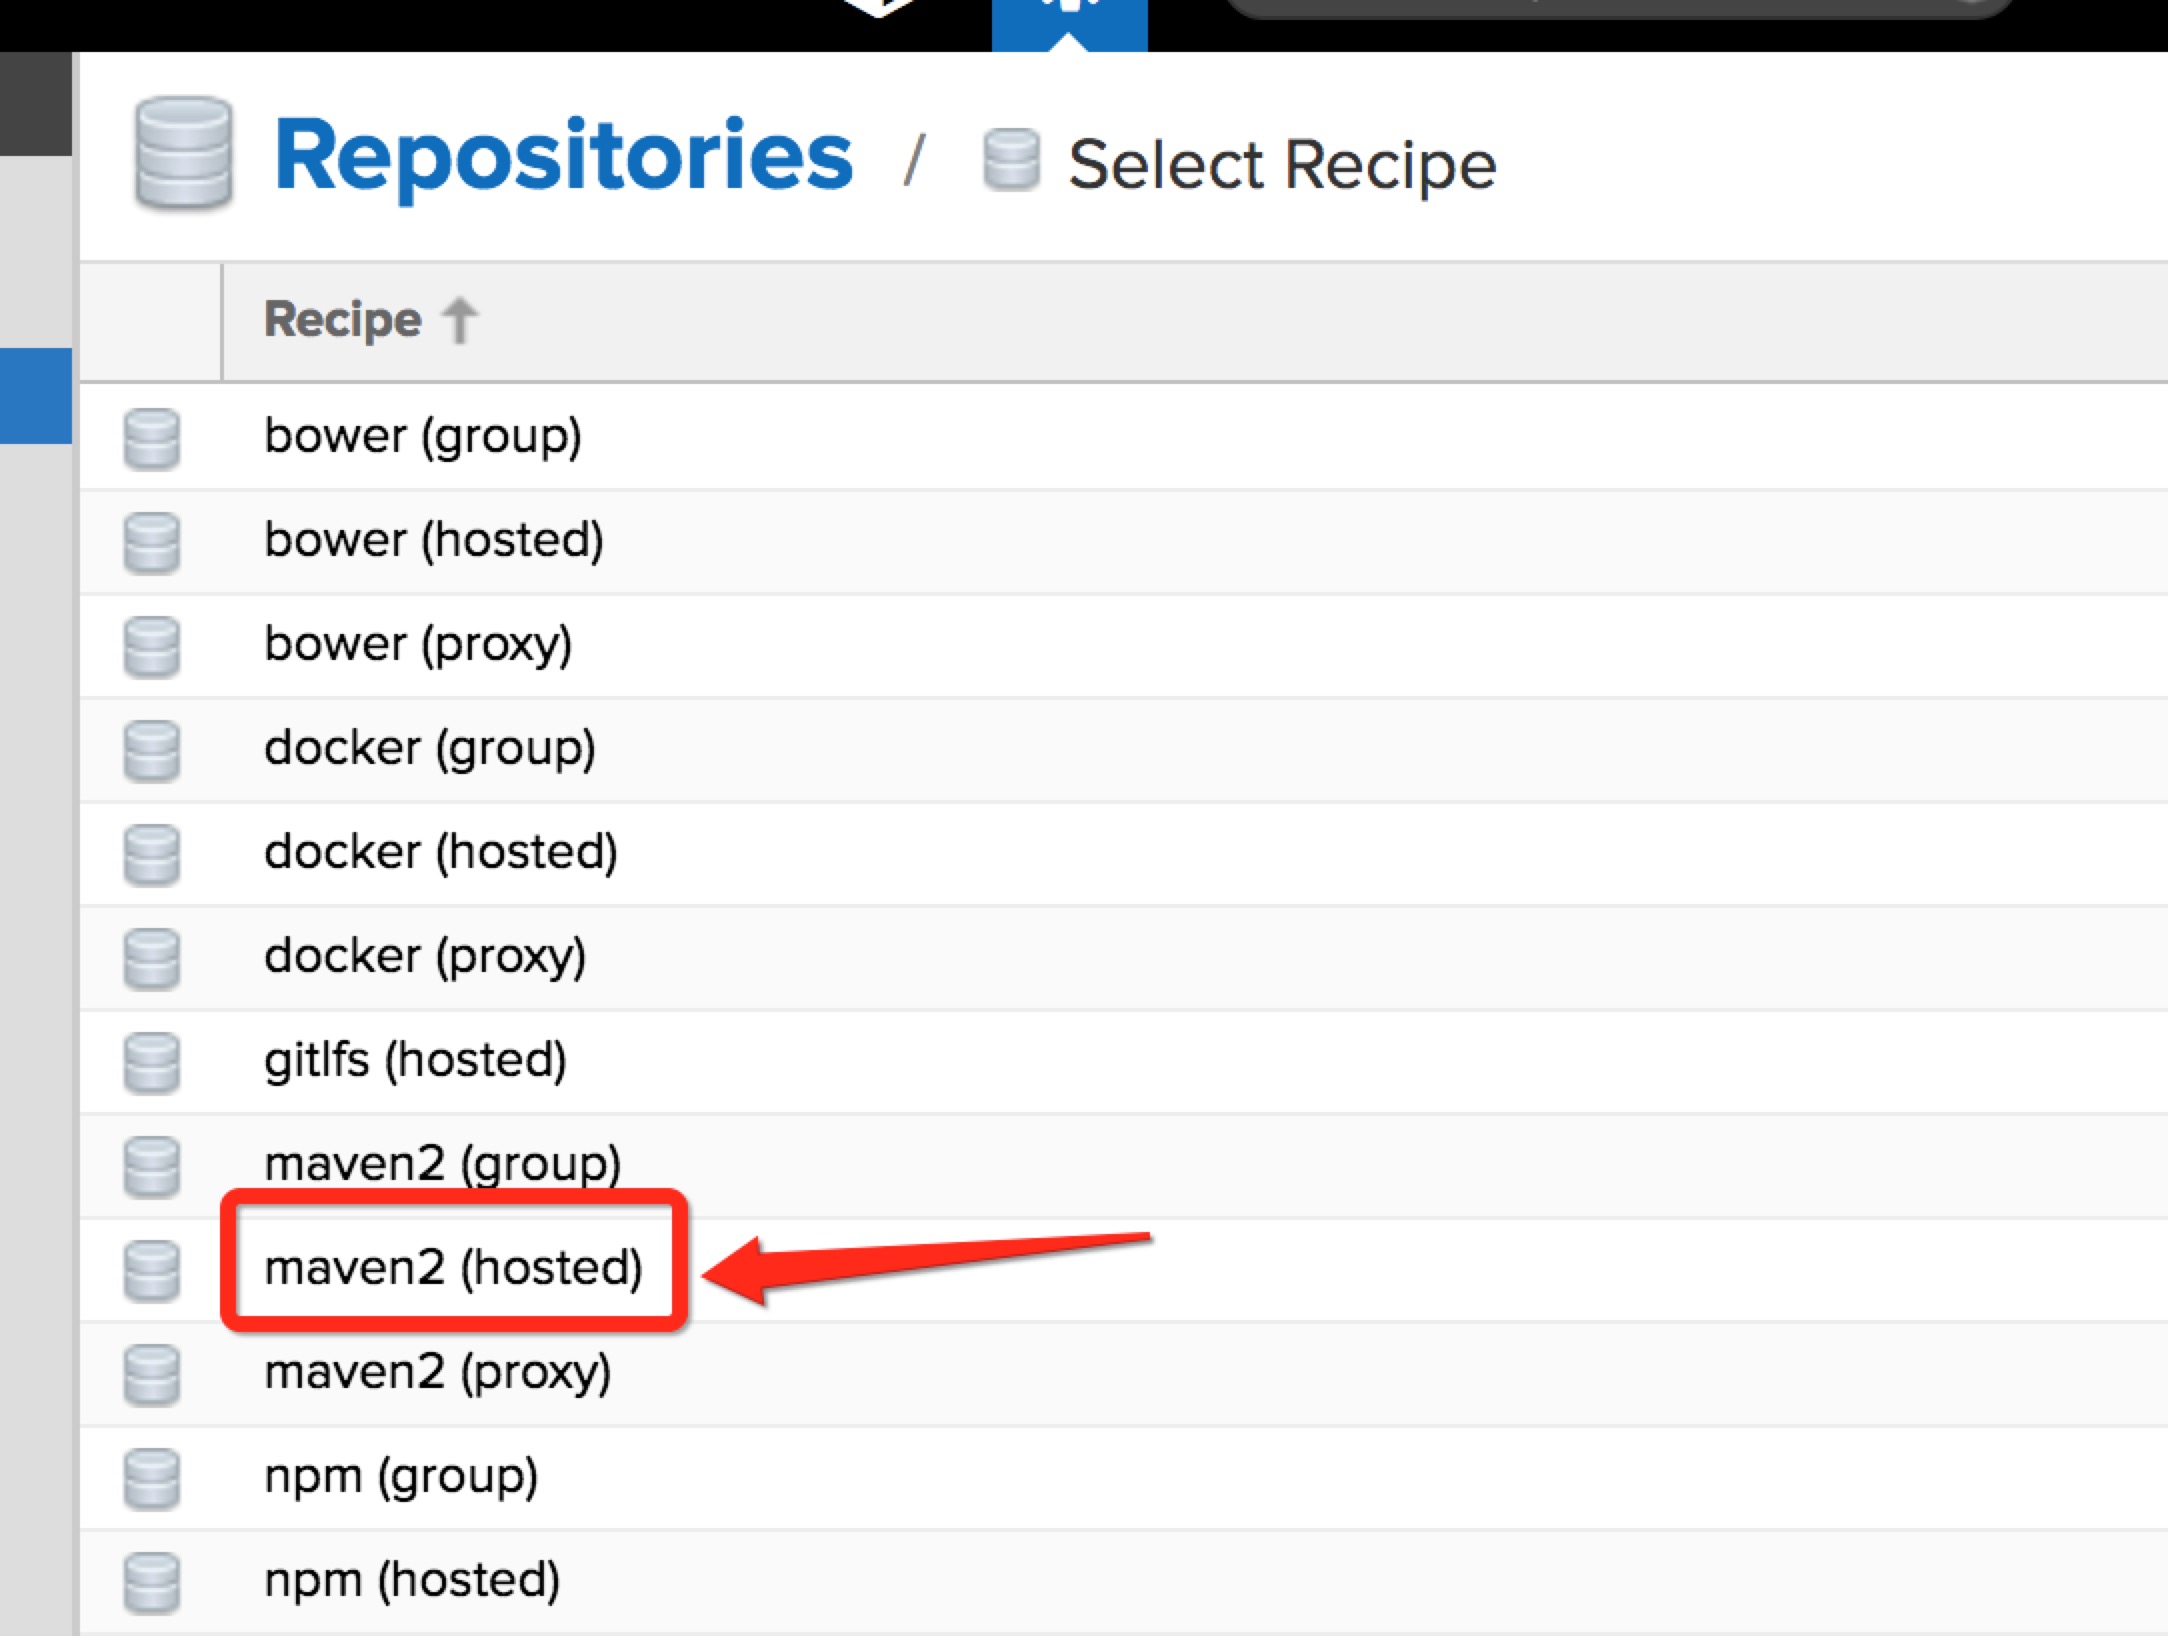 Repositories / Select Recipe
Recipe
bower (group)
bower (hosted)
bower (proxy)
docker (group)
docker (hosted)
docker (proxy)
gitlfs (hosted)
maven2 (group)
maven2 (hosted)
maven2 (proxy)
npm (group)
npm (hosted)